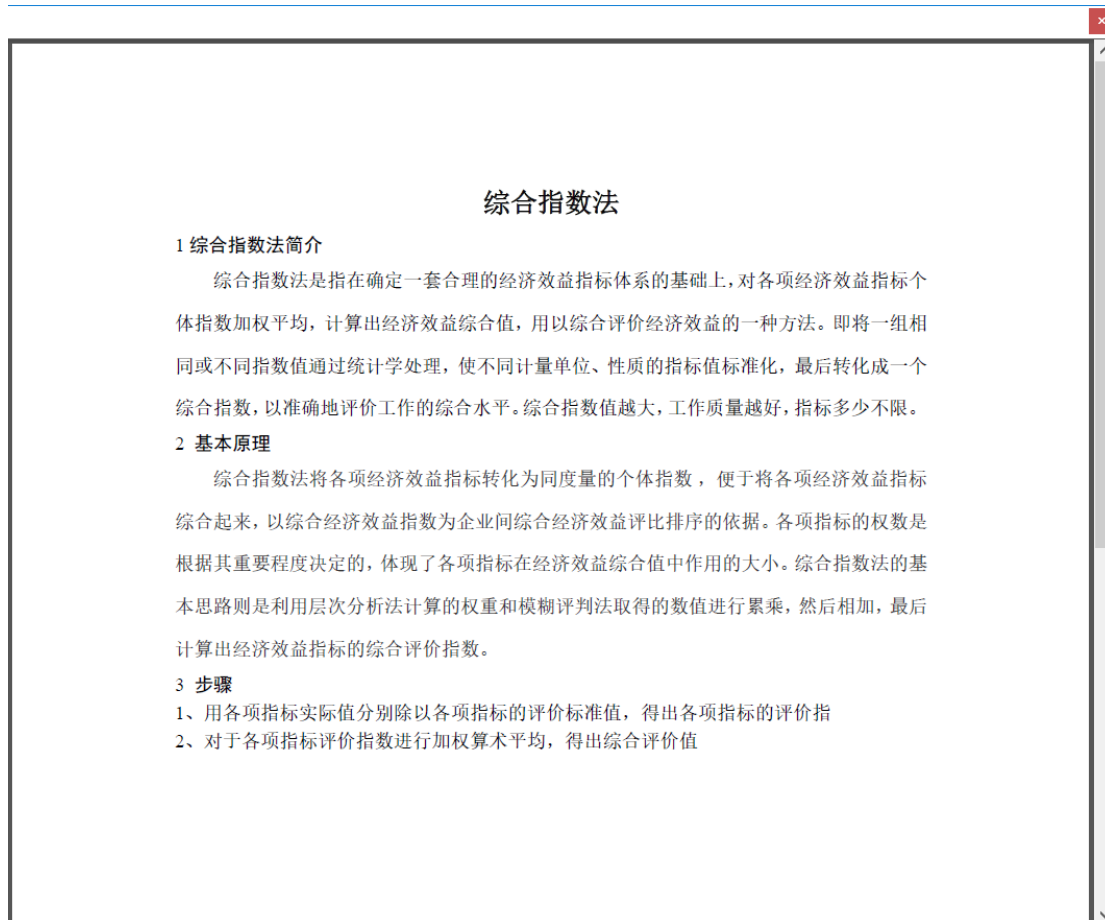 综合指数法
1 综合指数法简介
综合指数法是指在确定一套合理的经济效益指标体系的基础上，对各项经济效益指标个
体指数加权平均，计算出经济效益综合值，用以综合评价经济效益的一种方法。即将一组相
同或不同指数值通过统计学处理，使不同计量单位、性质的指标值标准化，最后转化成一个
综合指数，以准确地评价工作的综合水平。综合指数值越大，工作质量越好，指标多少不限。
2 基本原理
综合指数法将各项经济效益指标转化为同度量的个体指数 ，便于将各项经济效益指标
综合起来，以综合经济效益指数为企业间综合经济效益评比排序的依据。各项指标的权数是
根据其重要程度决定的，体现了各项指标在经济效益综合值中作用的大小。综合指数法的基
本思路则是利用层次分析法计算的权重和模糊评判法取得的数值进行累乘，然后相加，最后
计算出经济效益指标的综合评价指数。
3 步骤
1、用各项指标实际值分别除以各项指标的评价标准值，得出各项指标的评价指
2、对于各项指标评价指数进行加权算术平均，得出综合评价值